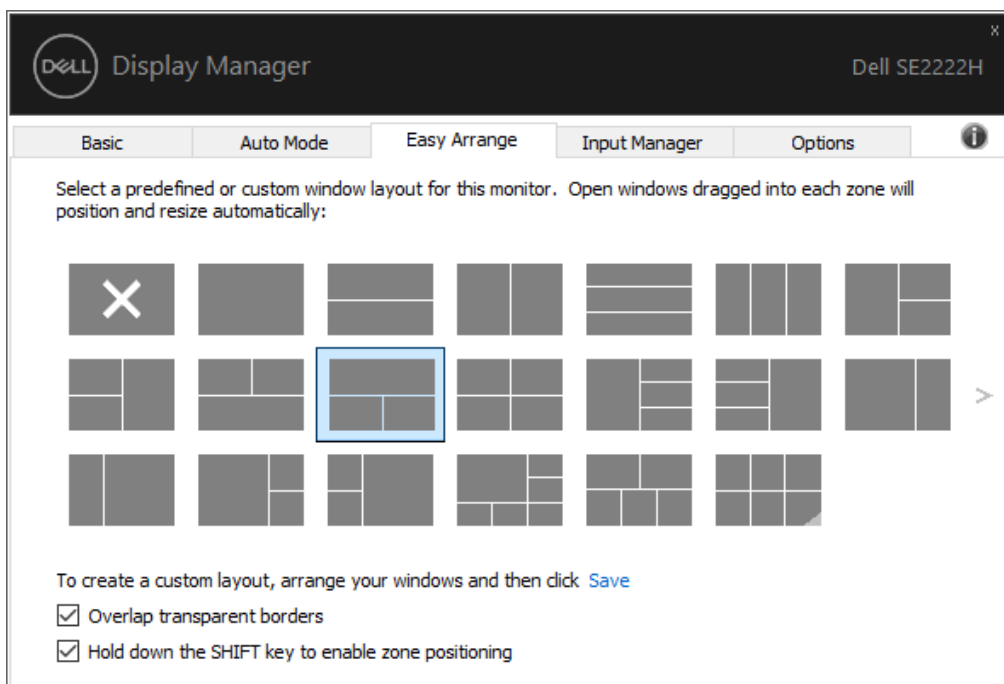 x
DELL Display Manager Dell SE2222H
Basic Auto Mode Easy Arrange Input Manager Options i
Select a predefined or custom window layout for this monitor. Open windows dragged into each zone will
position and resize automatically:
>
To create a custom layout, arrange your windows and then click Save
Overlap transparent borders
Hold down the SHIFT key to enable zone positioning